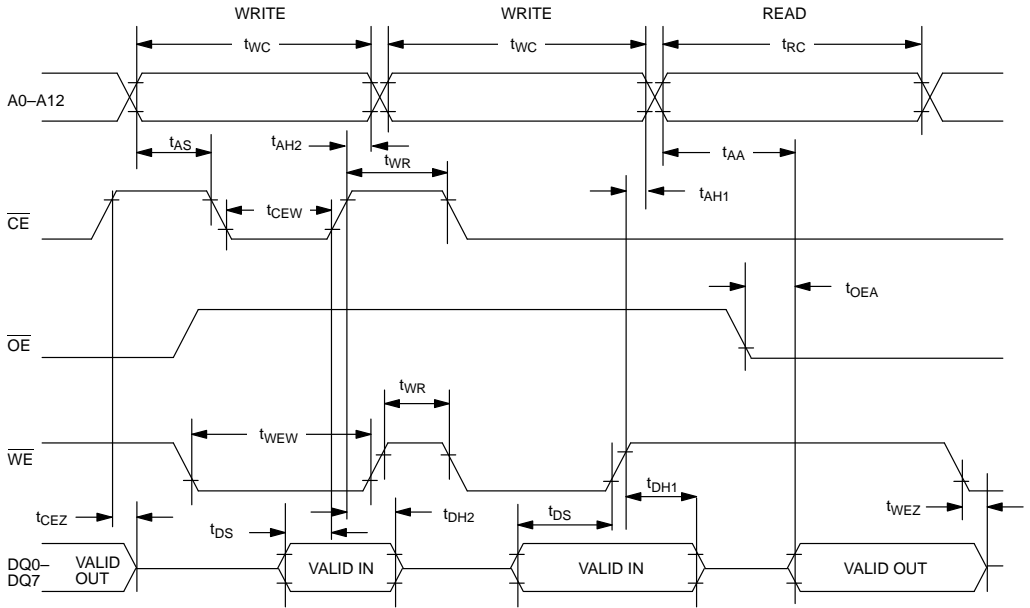 WRITE WRITE READ
tWC tWC tRC
A0–A12
tAS tAH2 tWR tAA
tAH1
CE tCEW
tOEA
OE
tWR
tWEW
WE
tDH1
tCEZ tDS tDH2 tDS tWEZ
DQ0–
DQ7 VALID
OUT VALID IN VALID IN VALID OUT